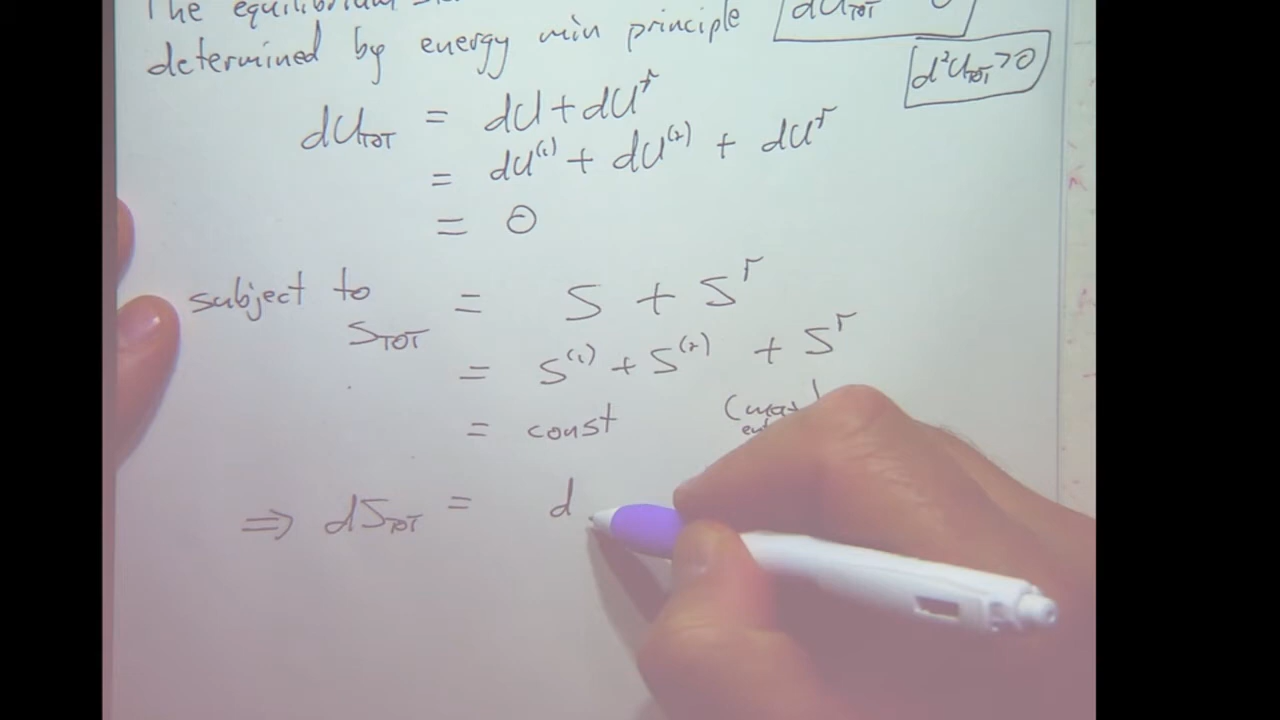 The equilibrium
determined by energy min principle dU_TOT = 0
d²U_TOT > 0
dU_TOT = dU + dU^r
= dU^(1) + dU^(2) + dU^r
= 0
subject to
S_TOT = S + S^r
= S^(1) + S^(2) + S^r
= const (max
⇒ dS_TOT = d